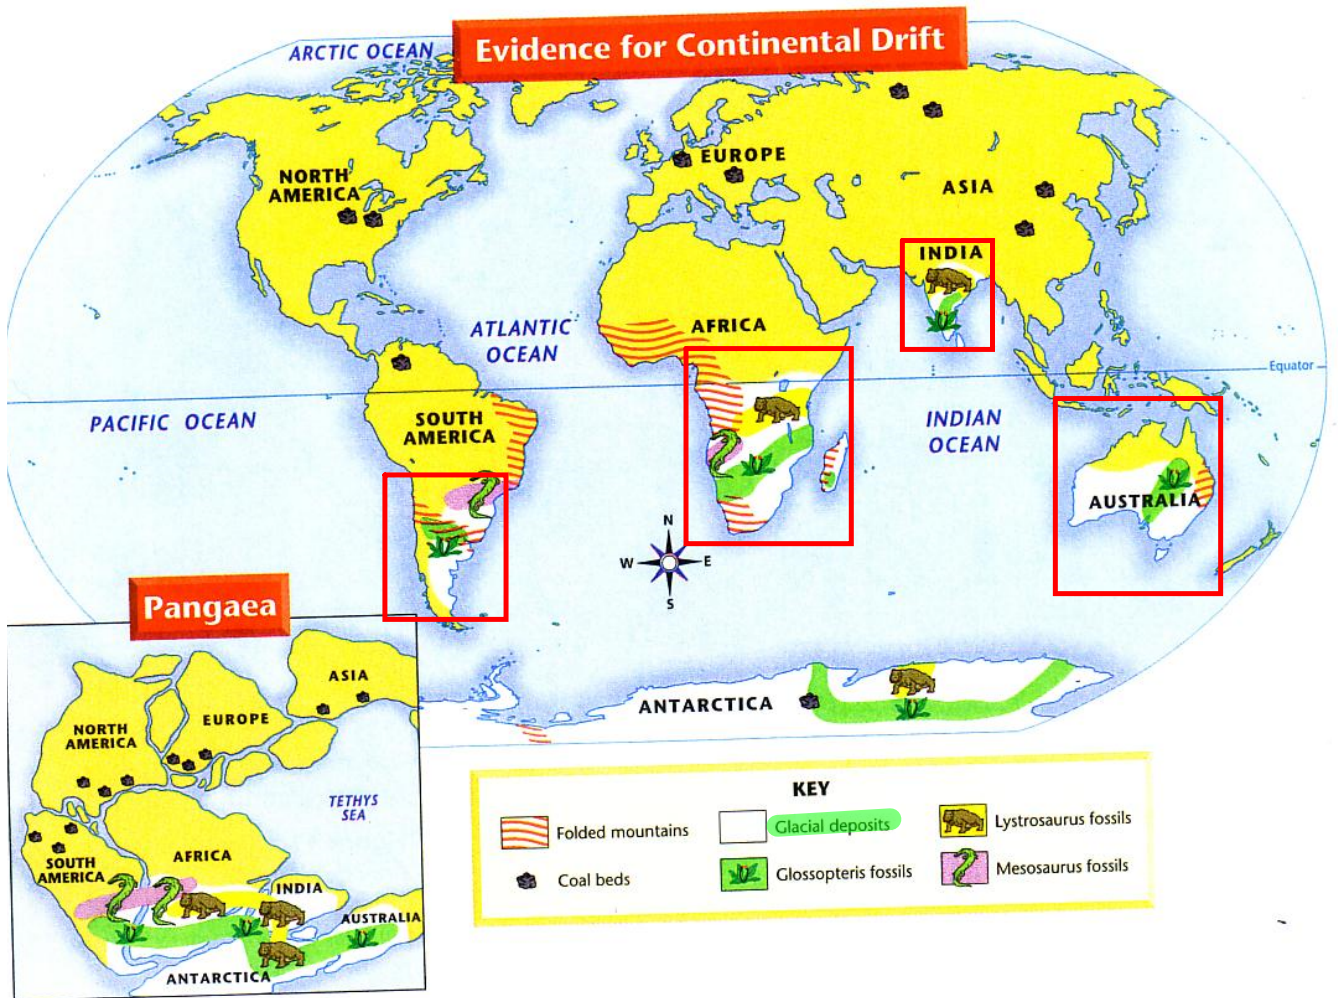 Evidence for Continental Drift
ARCTIC OCEAN
NORTH
AMERICA
EUROPE
ASIA
INDIA
ATLANTIC
OCEAN
AFRICA
Equator
PACIFIC OCEAN
SOUTH
AMERICA
INDIAN
OCEAN
AUSTRALIA
N
W
E
S
ANTARCTICA
Pangaea
ASIA
NORTH
AMERICA
EUROPE
TETHYS
SEA
SOUTH
AMERICA
AFRICA
INDIA
AUSTRALIA
ANTARCTICA
KEY
Folded mountains
Glacial deposits
Lystrosaurus fossils
Coal beds
Glossopteris fossils
Mesosaurus fossils